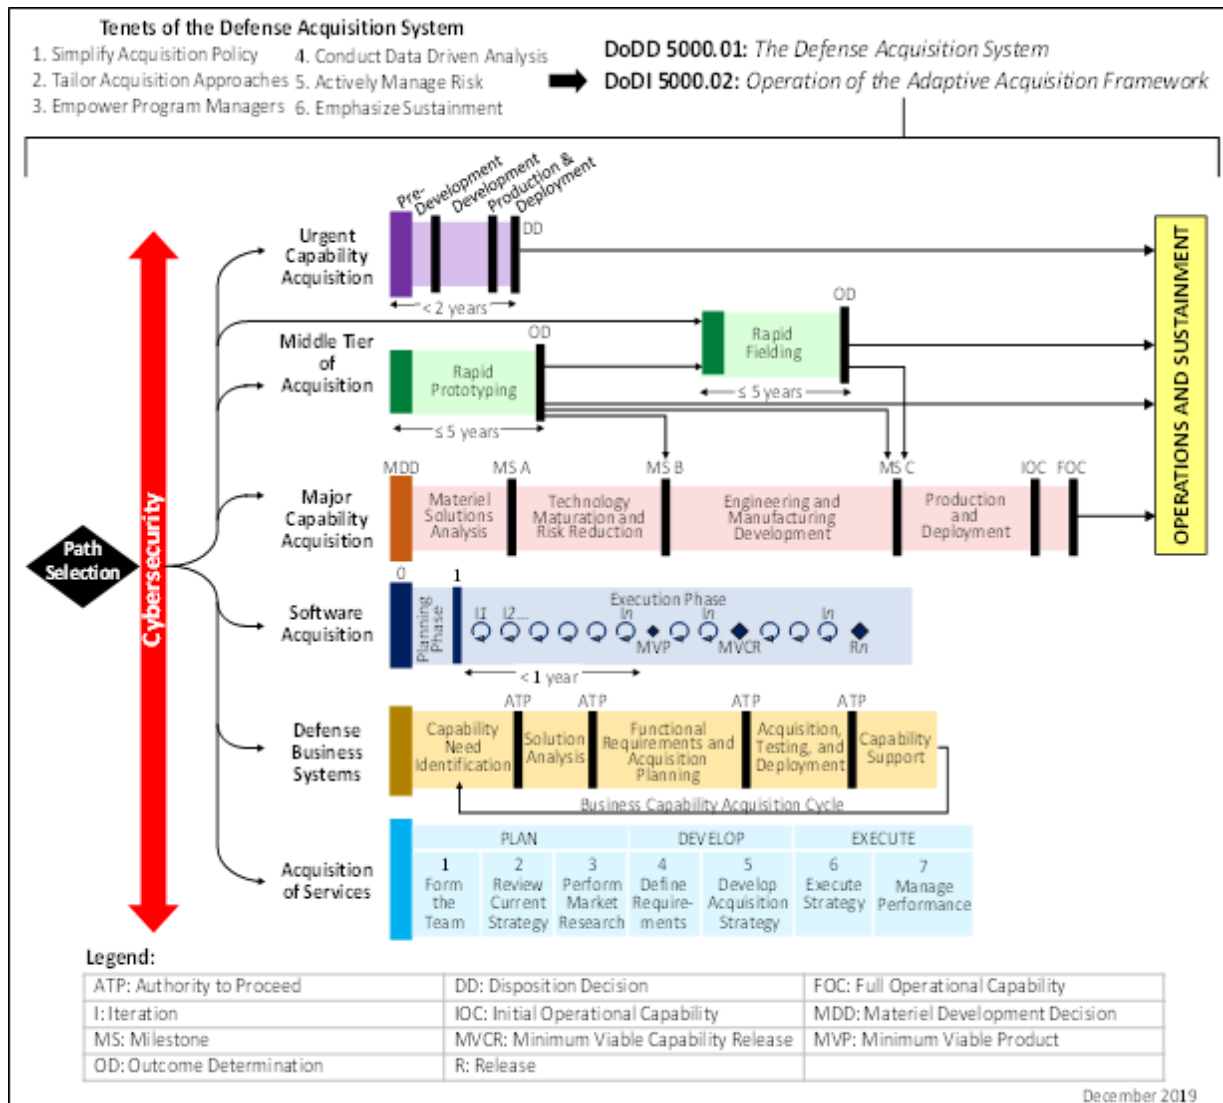 Tenets of the Defense Acquisition System
1. Simplify Acquisition Policy
2. Tailor Acquisition Approaches
3. Empower Program Managers
4. Conduct Data Driven Analysis
5. Actively Manage Risk
6. Emphasize Sustainment
DoDD 5000.01: The Defense Acquisition System
DoDI 5000.02: Operation of the Adaptive Acquisition Framework
Path
Selection
Cybersecurity
Urgent
Capability
Acquisition
Pre-
Development
Development
Production &
Deployment
DD
< 2 years
Middle Tier
of
Acquisition
Rapid
Prototyping
OD
≤ 5 years
Rapid
Fielding
OD
≤ 5 years
Major
Capability
Acquisition
MDD
Materiel
Solutions
Analysis
MS A
Technology
Maturation and
Risk Reduction
MS B
Engineering and
Manufacturing
Development
MS C
Production
and
Deployment
IOC
FOC
OPERATIONS AND SUSTAINMENT
Software
Acquisition
0
Planning
Phase
1
Execution Phase
I1
I2...
In
MVP
In
MVCR
In
Rn
< 1 year
Defense
Business
Systems
Capability
Need
Identification
ATP
Solution
Analysis
ATP
Functional
Requirements and
Acquisition
Planning
ATP
Acquisition,
Testing, and
Deployment
ATP
Capability
Support
Business Capability Acquisition Cycle
Acquisition
of Services
PLAN
DEVELOP
EXECUTE
1
Form
the
Team
2
Review
Current
Strategy
3
Perform
Market
Research
4
Define
Require-
ments
5
Develop
Acquisition
Strategy
6
Execute
Strategy
7
Manage
Performance
Legend:
ATP: Authority to Proceed
DD: Disposition Decision
FOC: Full Operational Capability
I: Iteration
IOC: Initial Operational Capability
MDD: Materiel Development Decision
MS: Milestone
MVCR: Minimum Viable Capability Release
MVP: Minimum Viable Product
OD: Outcome Determination
R: Release
December 2019